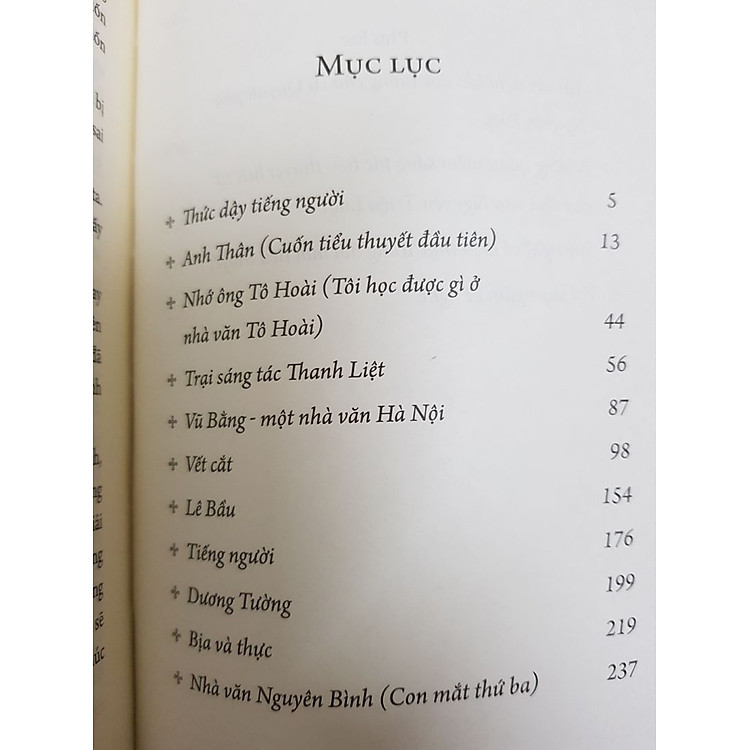 MỤC LỤC
Thức dậy tiếng người 5
Anh Thân (Cuốn tiểu thuyết đầu tiên) 13
Nhớ ông Tô Hoài (Tôi học được gì ở
nhà văn Tô Hoài) 44
Trại sáng tác Thanh Liệt 56
Vũ Bằng - một nhà văn Hà Nội 87
Vết cắt 98
Lê Bầu 154
Tiếng người 176
Dương Tường 199
Bịa và thực 219
Nhà văn Nguyên Bình (Con mắt thứ ba) 237